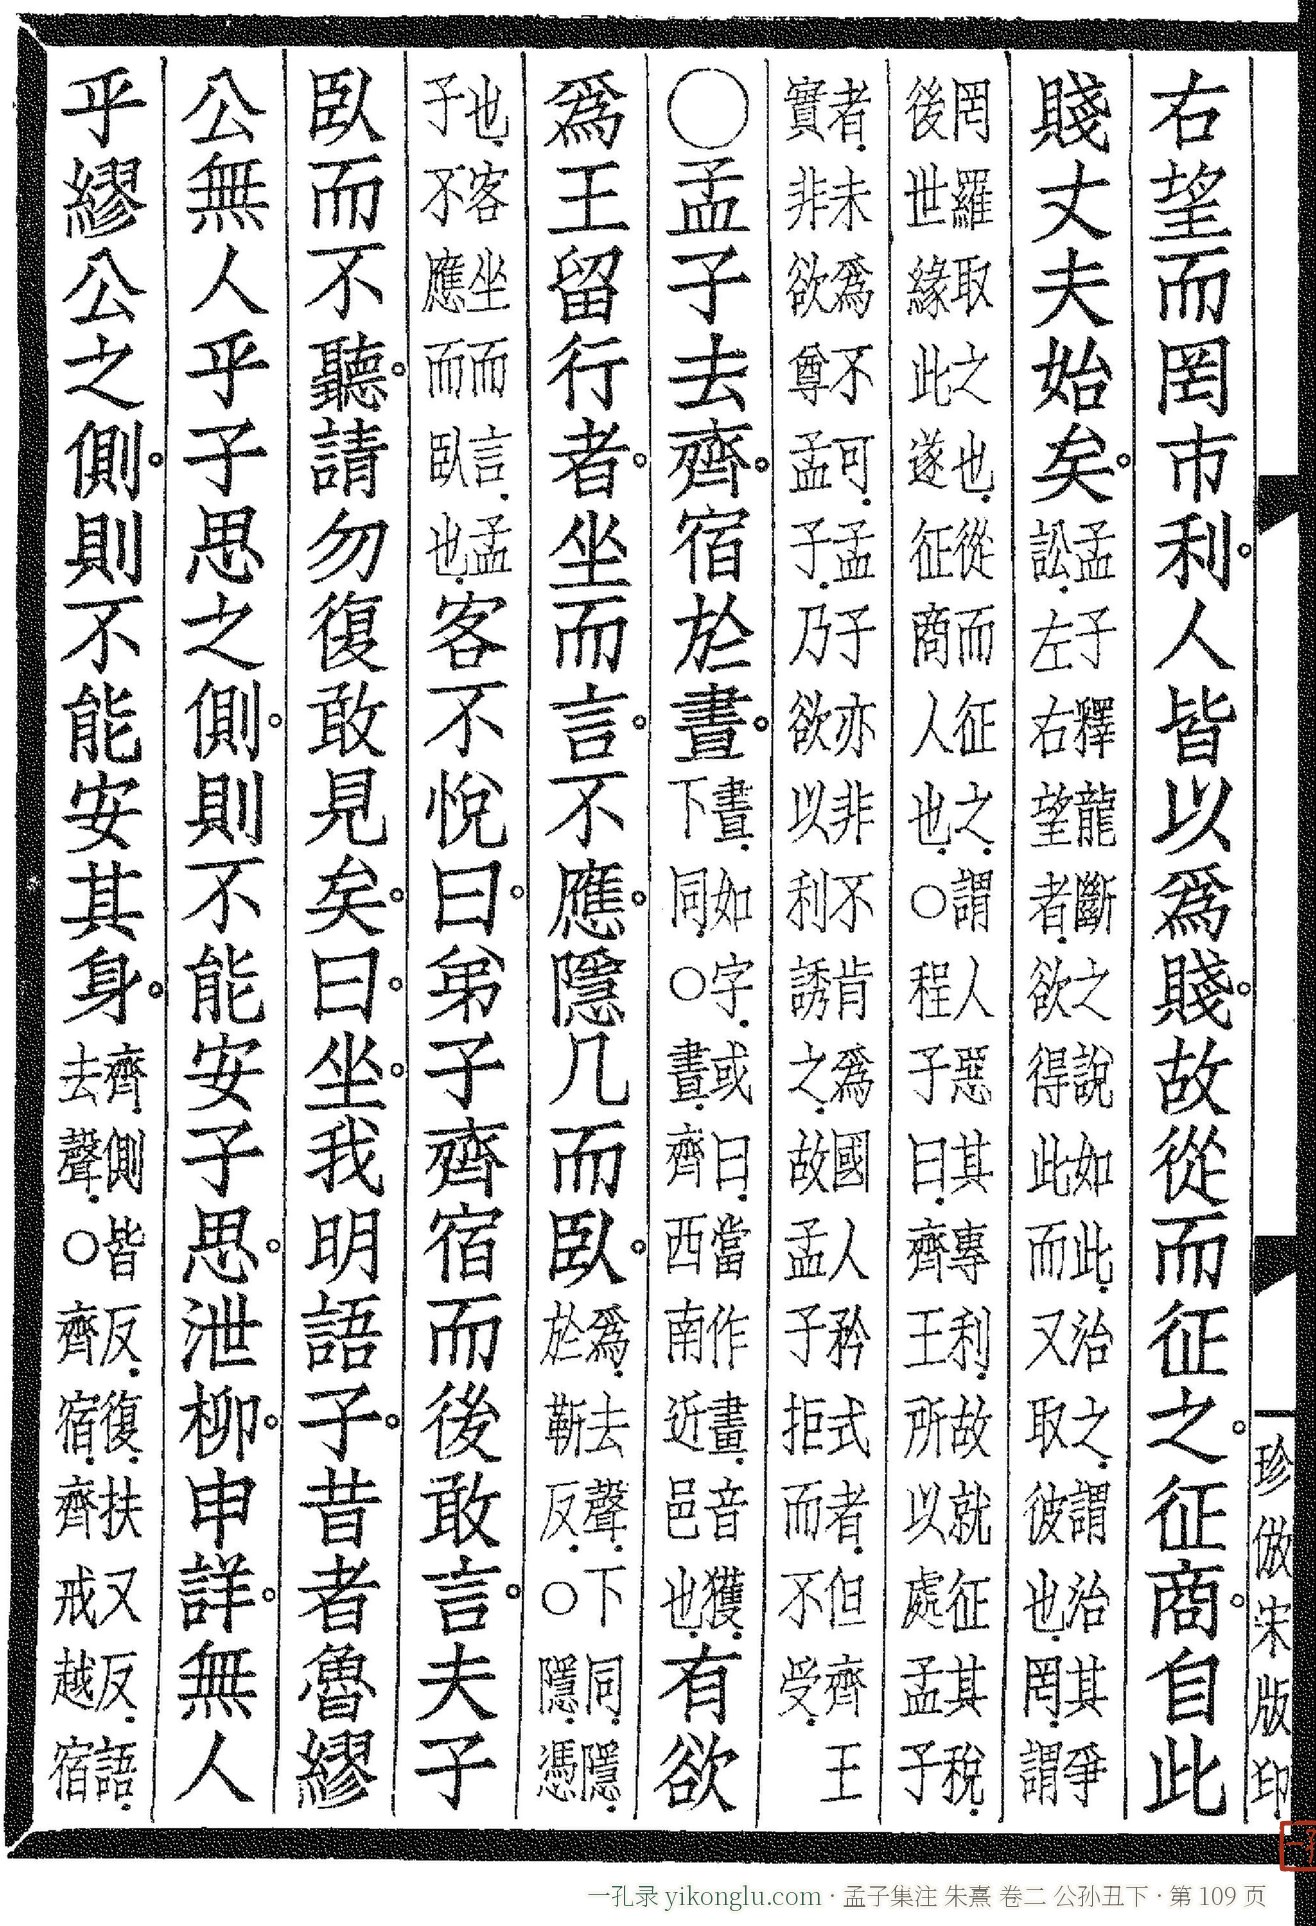 珍倣宋版印
右望而罔市利。人皆以爲賤。故從而征之。征商。自此
賤丈夫始矣。孟子釋龍斷之說如此.治之.謂治其爭訟.左右望者.欲得此而又取彼也.罔.謂
罔羅取之也.從而征之.謂人惡其專利.故就征其稅.後世緣此遂征商人也.○程子曰.齊王所以處孟子
者.未爲不可.孟子亦非不肯爲國人矜式者.但齊王實非欲尊孟子.乃欲以利誘之.故孟子拒而不受.
○孟子去齊。宿於晝。晝.如字.或曰.當作畫.音獲.下同.○晝.齊西南近邑也.有欲
爲王留行者。坐而言。不應。隱几而臥。爲.去聲.下同.隱.於靳反.○隱.憑
也.客坐而言.孟子不應而臥也.客不悅曰。弟子齊宿而後敢言。夫子
臥而不聽。請勿復敢見矣。曰。坐。我明語子。昔者魯繆
公無人乎子思之側。則不能安子思。泄柳。申詳。無人
乎繆公之側。則不能安其身。齊.側皆反.復.扶又反.語.去聲.○齊宿.齊戒越宿
一孔录 yikonglu.com · 孟子集注 朱熹 卷二 公孙丑下 · 第 109 页